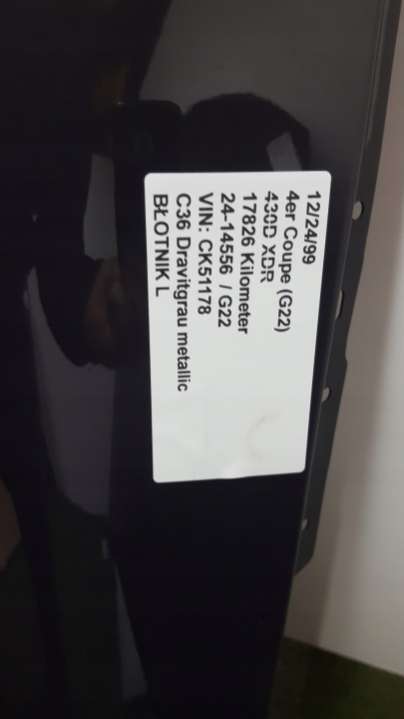 12/24/99
4er Coupe (G22)
430D XDR
17826 Kilometer
24-14556 / G22
VIN: CK51178
C36 Dravitgrau metallic
BŁOTNIK L